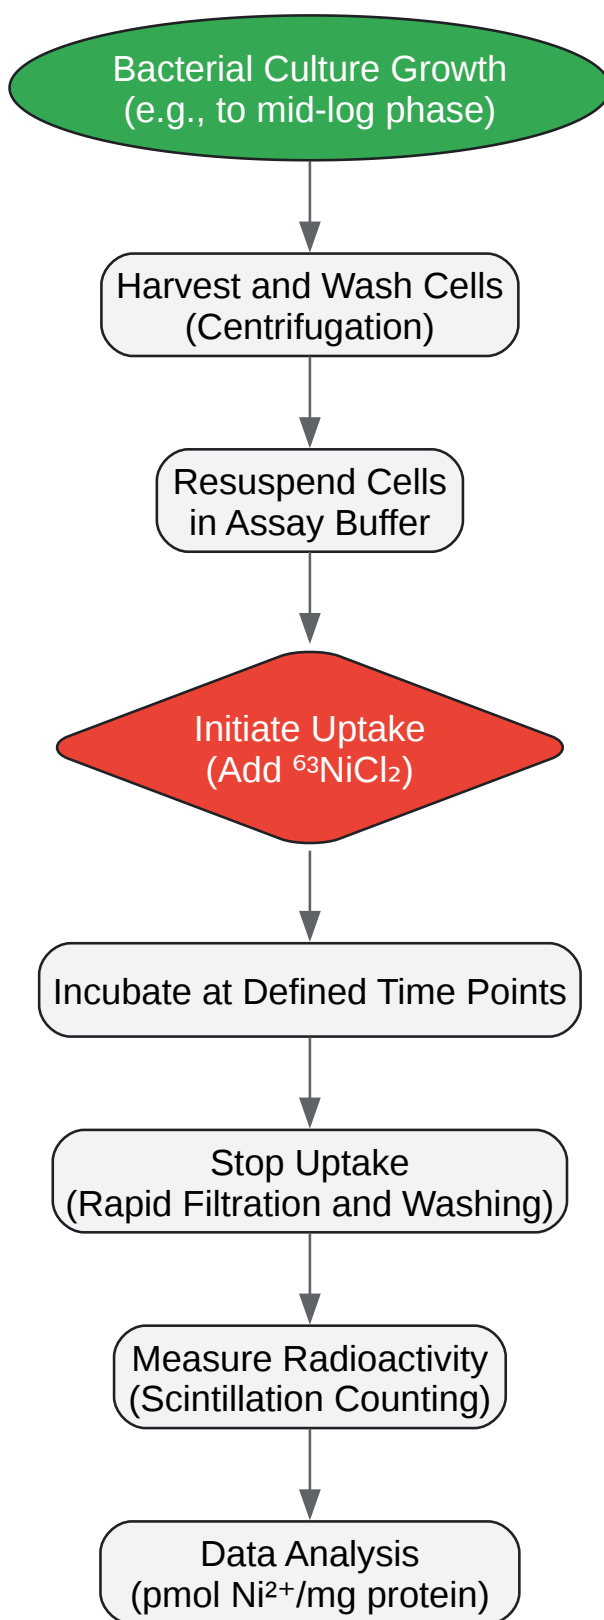 Bacterial Culture Growth
(e.g., to mid-log phase)
Harvest and Wash Cells
(Centrifugation)
Resuspend Cells
in Assay Buffer
Initiate Uptake
(Add ⁶³NiCl₂)
Incubate at Defined Time Points
Stop Uptake
(Rapid Filtration and Washing)
Measure Radioactivity
(Scintillation Counting)
Data Analysis
(pmol Ni²⁺/mg protein)